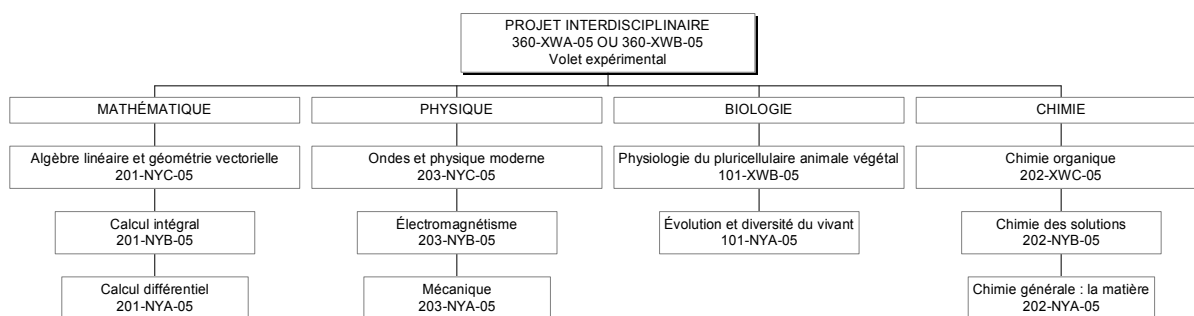 PROJET INTERDISCIPLINAIRE
360-XWA-05 OU 360-XWB-05
Volet expérimental
MATHÉMATIQUE
PHYSIQUE
BIOLOGIE
CHIMIE
Algèbre linéaire et géométrie vectorielle
201-NYC-05
Ondes et physique moderne
203-NYC-05
Physiologie du pluricellulaire animale végétal
101-XWB-05
Chimie organique
202-XWC-05
Calcul intégral
201-NYB-05
Électromagnétisme
203-NYB-05
Évolution et diversité du vivant
101-NYA-05
Chimie des solutions
202-NYB-05
Calcul différentiel
201-NYA-05
Mécanique
203-NYA-05
Chimie générale : la matière
202-NYA-05